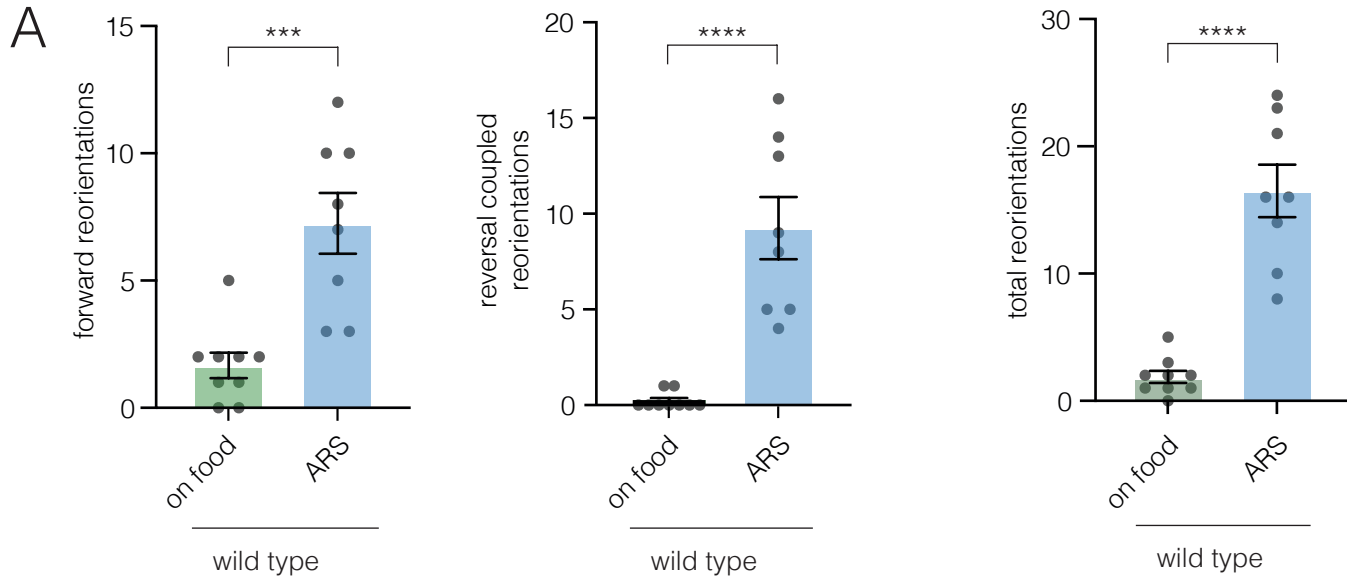 A
15
10
5
0
forward reorientations
***
on food
ARS
wild type
20
15
10
5
0
reversal coupled
reorientations
****
on food
ARS
wild type
30
20
10
0
total reorientations
****
on food
ARS
wild type